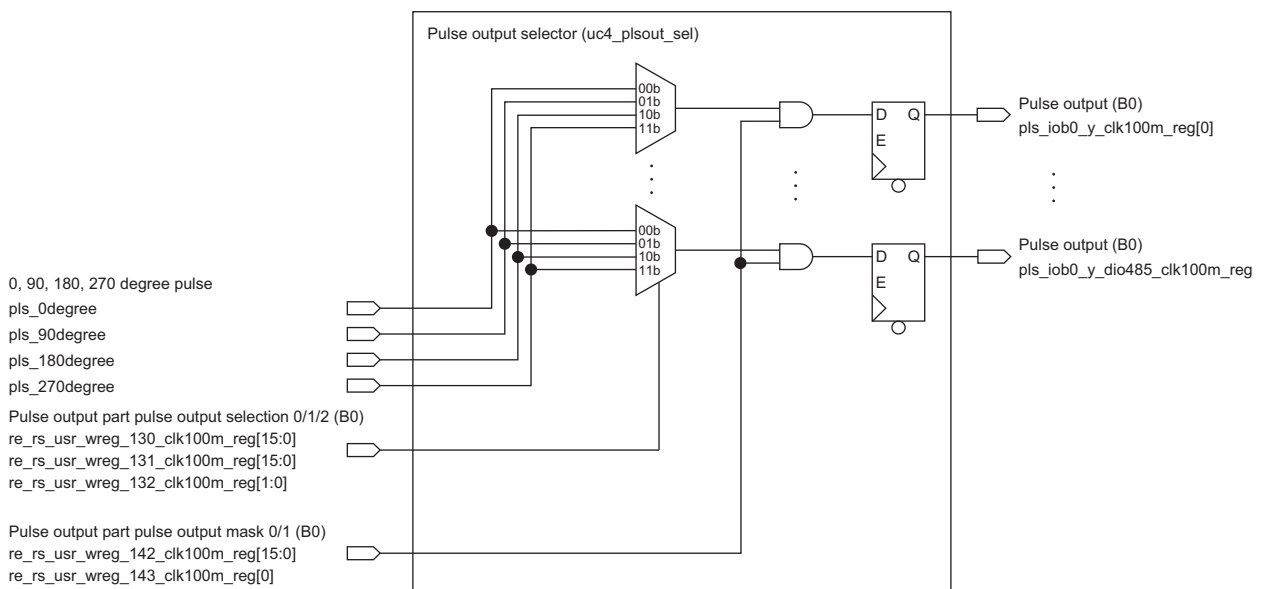 Pulse output selector (uc4_plsout_sel)
00b
01b
10b
11b
D Q
E
Pulse output (B0)
pls_iob0_y_clk100m_reg[0]
00b
01b
10b
11b
D Q
E
Pulse output (B0)
pls_iob0_y_dio485_clk100m_reg
0, 90, 180, 270 degree pulse
pls_0degree
pls_90degree
pls_180degree
pls_270degree
Pulse output part pulse output selection 0/1/2 (B0)
re_rs_usr_wreg_130_clk100m_reg[15:0]
re_rs_usr_wreg_131_clk100m_reg[15:0]
re_rs_usr_wreg_132_clk100m_reg[1:0]
Pulse output part pulse output mask 0/1 (B0)
re_rs_usr_wreg_142_clk100m_reg[15:0]
re_rs_usr_wreg_143_clk100m_reg[0]